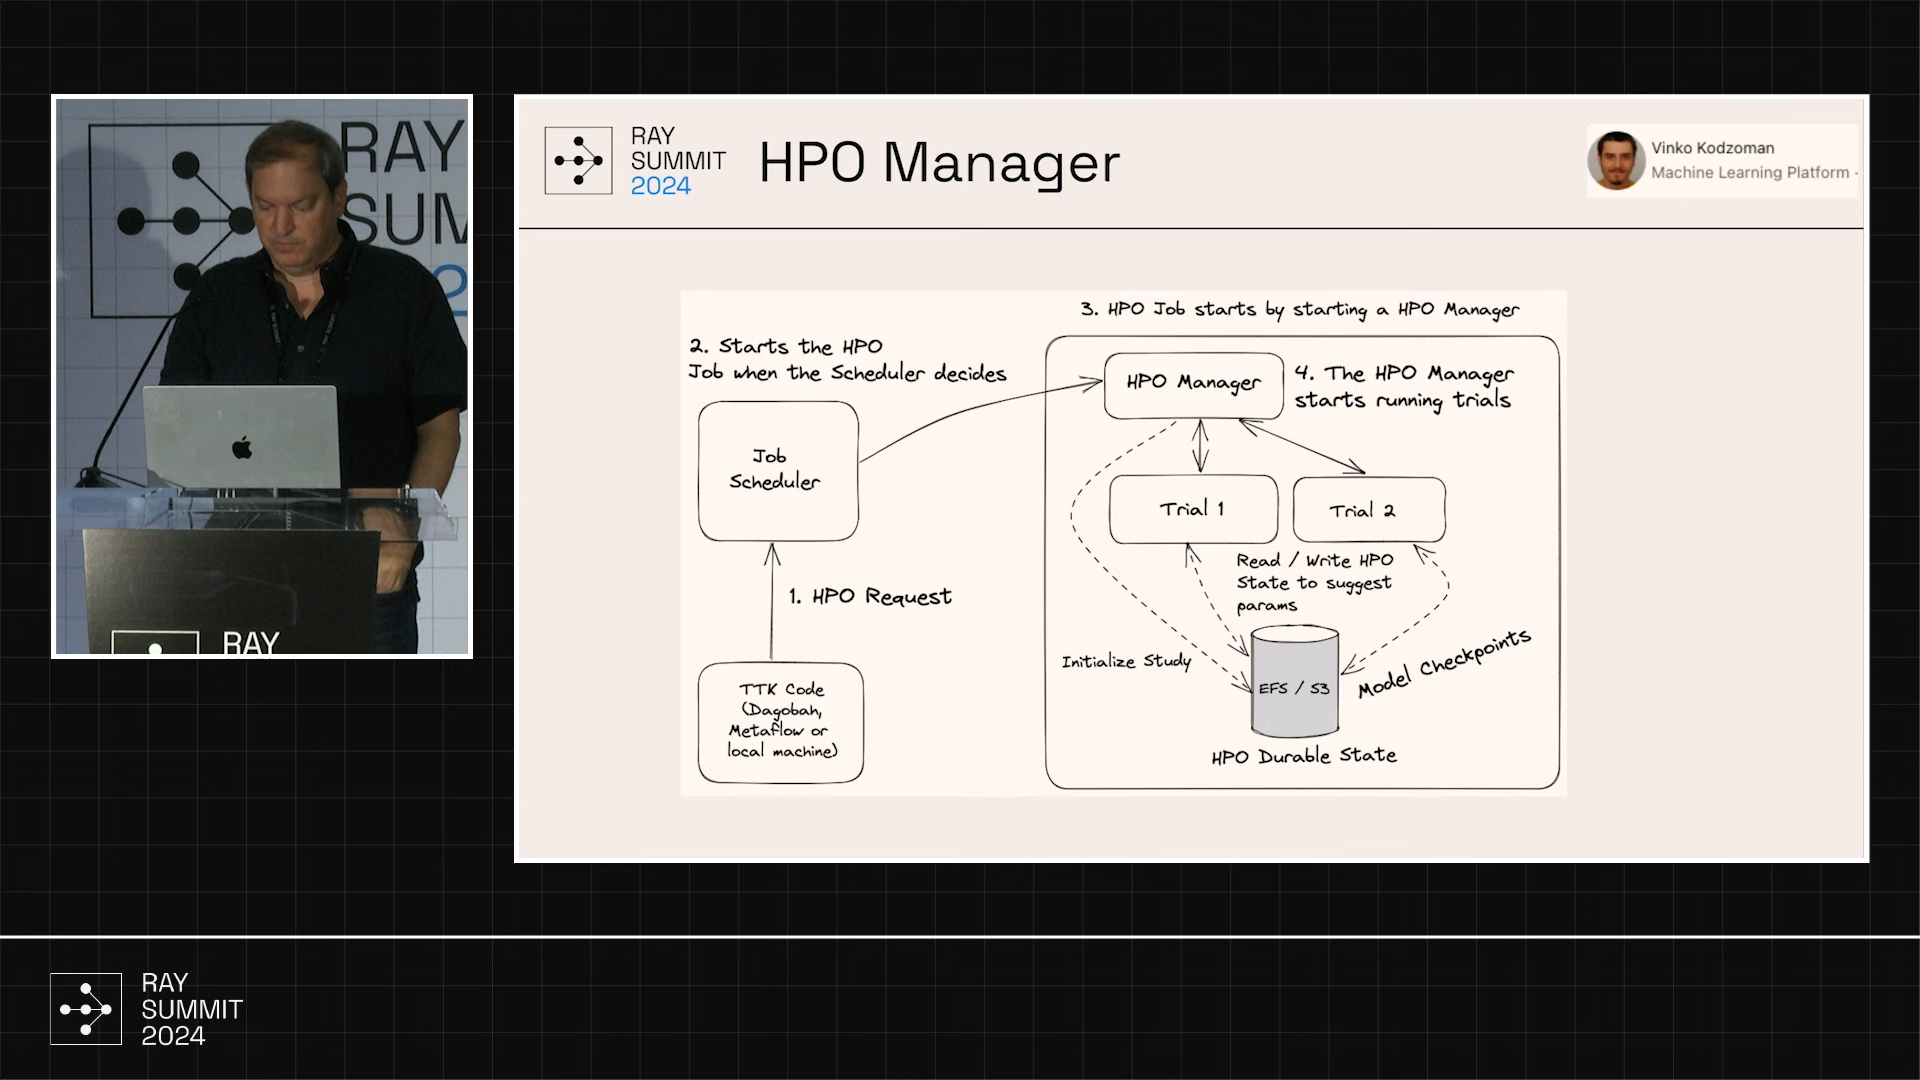 RAY
SUM
2
RAY
RAY
SUMMIT
2024
HPO Manager
Vinko Kodzoman
Machine Learning Platform -
3. HPO Job starts by starting a HPO Manager
2. Starts the HPO
Job when the Scheduler decides
HPO Manager
4. The HPO Manager
starts running trials
Job
Scheduler
Trial 1
Trial 2
Read / Write HPO
State to suggest
params
1. HPO Request
Initialize Study
EFS / S3
Model Checkpoints
TTK Code
(Dagobah,
Metaflow or
local machine)
HPO Durable State
RAY
SUMMIT
2024